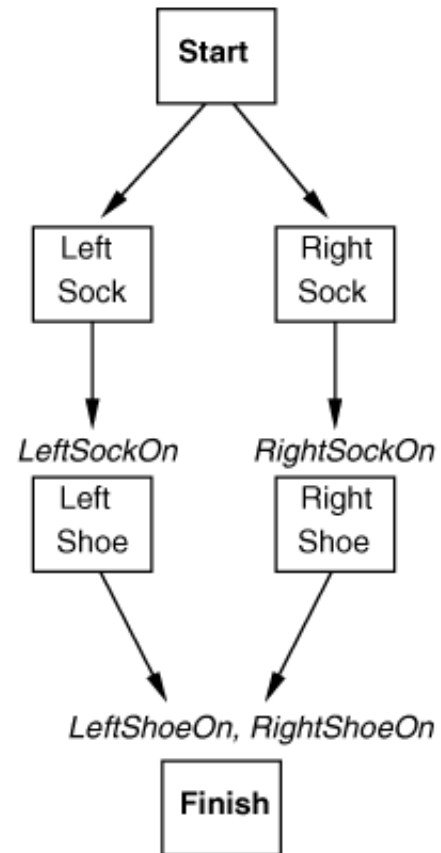 Start
Left
Sock
Right
Sock
LeftSockOn
RightSockOn
Left
Shoe
Right
Shoe
LeftShoeOn, RightShoeOn
Finish